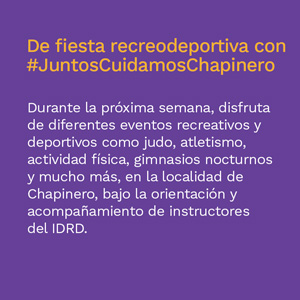 De fiesta recreodeportiva con
#JuntosCuidamosChapinero
Durante la próxima semana, disfruta
de diferentes eventos recreativos y
deportivos como judo, atletismo,
actividad física, gimnasios nocturnos
y mucho más, en la localidad de
Chapinero, bajo la orientación y
acompañamiento de instructores
del IDRD.